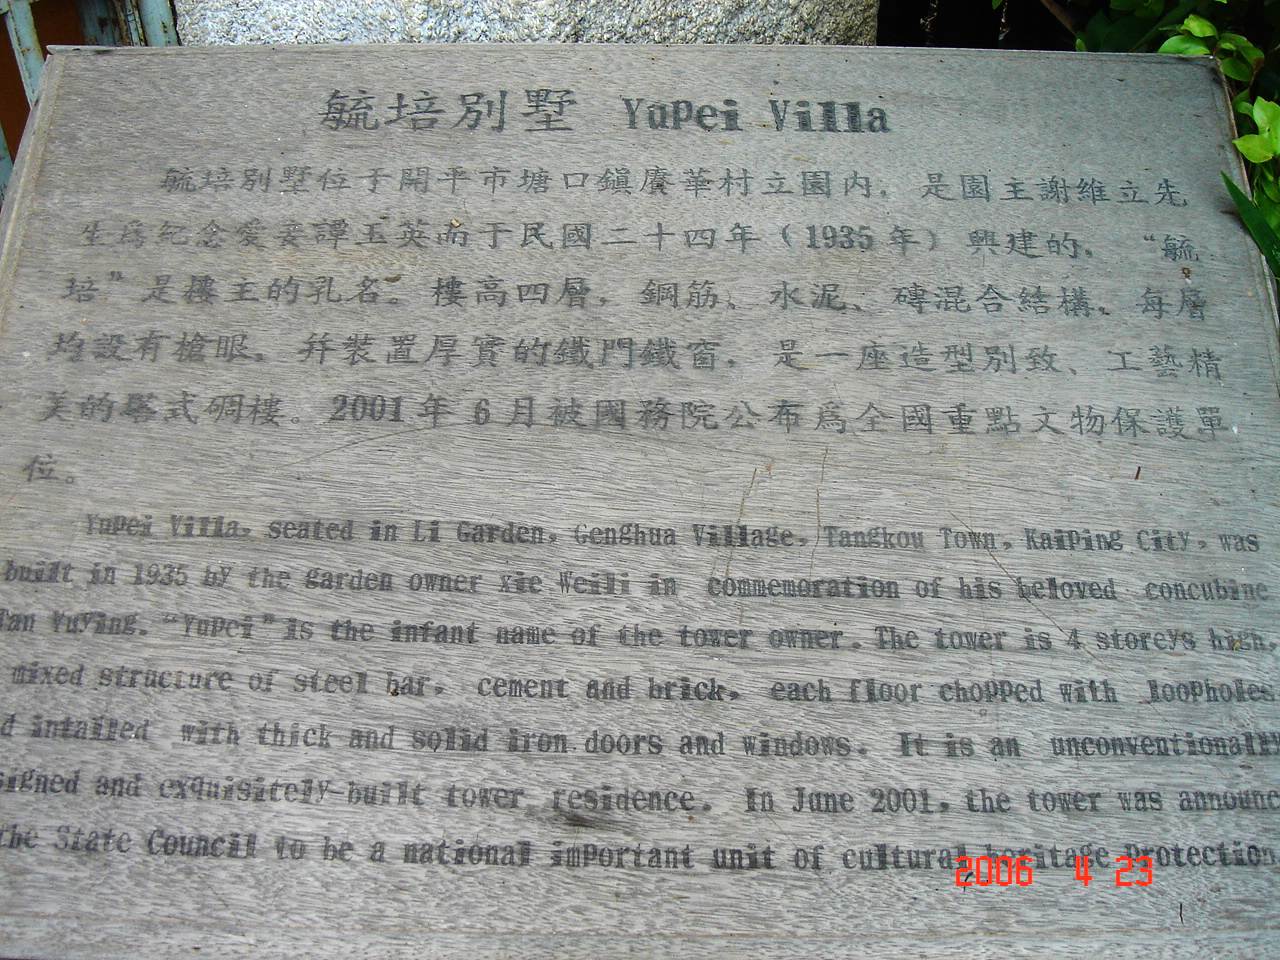 毓培別墅 YuPei Villa
毓培別墅位于開平市塘口鎮賡華村立園内，是園主謝維立先
生爲紀念愛妾譚玉英而于民國二十四年（1935年）興建的，“毓
培”是樓主的乳名。樓高四層，鋼筋、水泥、磚混合結構，每層
均設有槍眼，并裝置厚實的鐵門鐵窗，是一座造型別致、工藝精
美的塔式碉樓。2001年6月被國務院公布爲全國重點文物保護單
位。
YuPei Villa, seated in Li Garden, Genghua Village, Tangkou Town, KaiPing City, was
built in 1935 by the garden owner xie Weili in commemoration of his beloved concubine
Tan Yuying. “YuPei” is the infant name of the tower owner. The tower is 4 storeys high,
mixed structure of steel bar, cement and brick, each floor chopped with loopholes
d intalled with thick and solid iron doors and windows. It is an unconventionally
signed and exquisitely-built tower residence. In June 2001, the tower was announc
the State Council to be a national important unit of cultural heritage Protection
2006 4 23